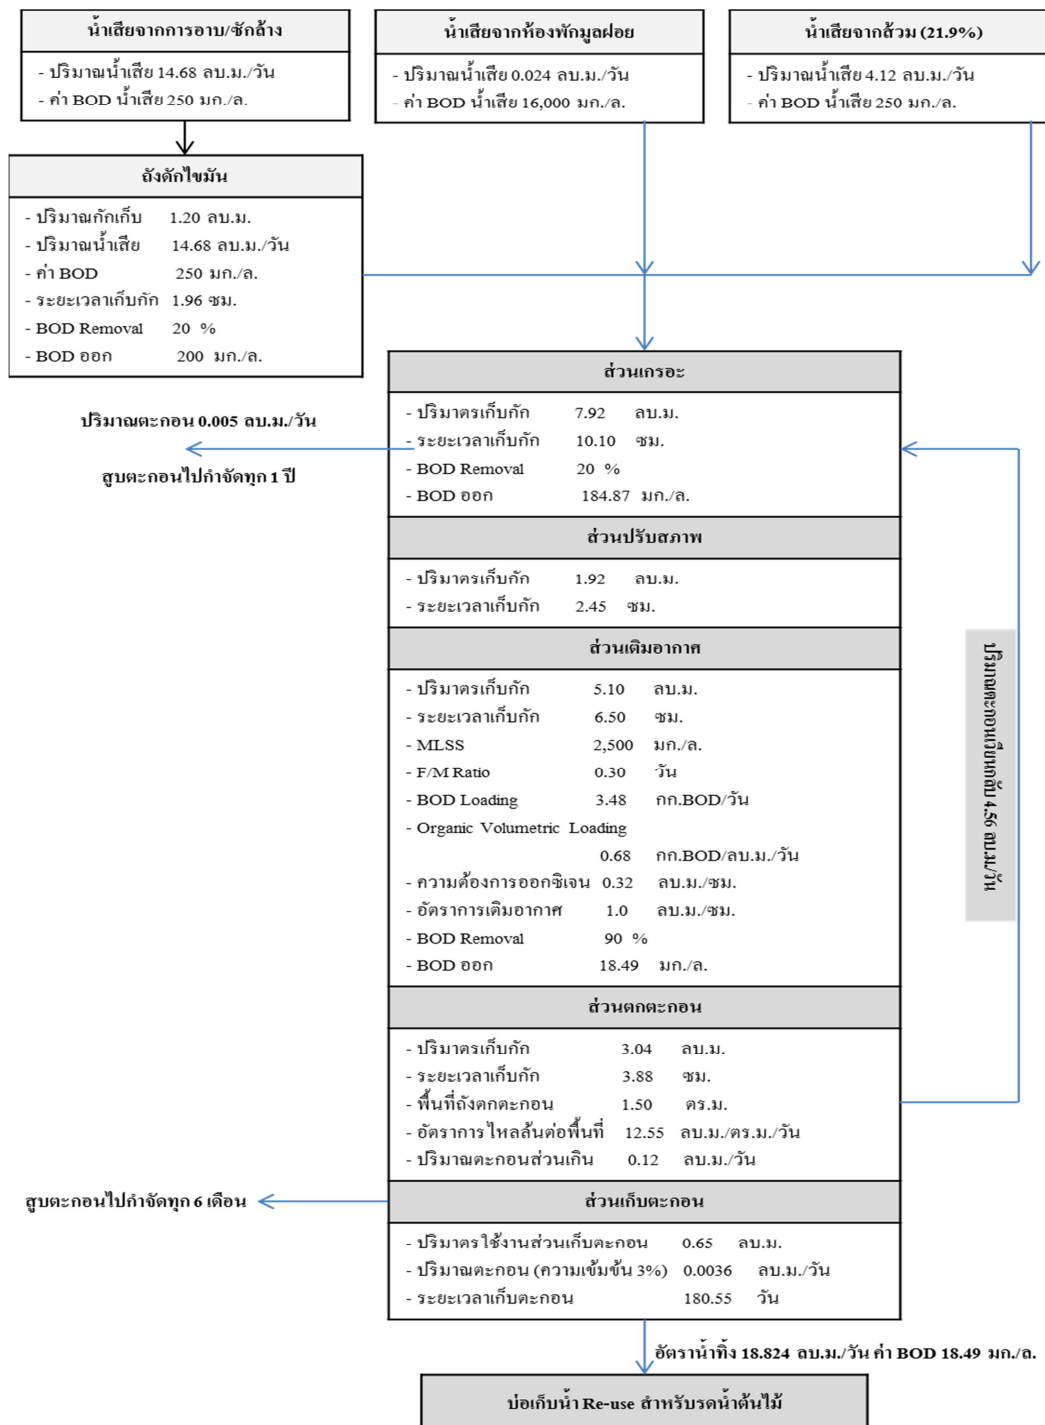 น้ำเสียจากการอาบ/ซักล้าง
- ปริมาณน้ำเสีย 14.68 ลบ.ม./วัน
- ค่า BOD น้ำเสีย 250 มก./ล.
น้ำเสียจากห้องพักมูลฝอย
- ปริมาณน้ำเสีย 0.024 ลบ.ม./วัน
- ค่า BOD น้ำเสีย 16,000 มก./ล.
น้ำเสียจากส้วม (21.9%)
- ปริมาณน้ำเสีย 4.12 ลบ.ม./วัน
- ค่า BOD น้ำเสีย 250 มก./ล.
ถังดักไขมัน
- ปริมาณกักเก็บ 1.20 ลบ.ม.
- ปริมาณน้ำเสีย 14.68 ลบ.ม./วัน
- ค่า BOD 250 มก./ล.
- ระยะเวลาเก็บกัก 1.96 ซม.
- BOD Removal 20 %
- BOD ออก 200 มก./ล.
ปริมาณตะกอน 0.005 ลบ.ม./วัน
สูบตะกอนไปกำจัดทุก 1 ปี
ส่วนเกรอะ
- ปริมาตรเก็บกัก 7.92 ลบ.ม.
- ระยะเวลาเก็บกัก 10.10 ซม.
- BOD Removal 20 %
- BOD ออก 184.87 มก./ล.
ส่วนปรับสภาพ
- ปริมาตรเก็บกัก 1.92 ลบ.ม.
- ระยะเวลาเก็บกัก 2.45 ซม.
ส่วนเติมอากาศ
- ปริมาตรเก็บกัก 5.10 ลบ.ม.
- ระยะเวลาเก็บกัก 6.50 ซม.
- MLSS 2,500 มก./ล.
- F/M Ratio 0.30 วัน
- BOD Loading 3.48 กก.BOD/วัน
- Organic Volumetric Loading
0.68 กก.BOD/ลบ.ม./วัน
- ความต้องการออกซิเจน 0.32 ลบ.ม./ซม.
- อัตราการเติมอากาศ 1.0 ลบ.ม./ซม.
- BOD Removal 90 %
- BOD ออก 18.49 มก./ล.
ปริมาณตะกอนเวียนกลับ 4.56 ลบ.ม/วัน
ส่วนตกตะกอน
- ปริมาตรเก็บกัก 3.04 ลบ.ม.
- ระยะเวลาเก็บกัก 3.88 ซม.
- พื้นที่ถังตกตะกอน 1.50 ตร.ม.
- อัตราการไหลล้นต่อพื้นที่ 12.55 ลบ.ม./ตร.ม./วัน
- ปริมาณตะกอนส่วนเกิน 0.12 ลบ.ม./วัน
สูบตะกอนไปกำจัดทุก 6 เดือน
ส่วนเก็บตะกอน
- ปริมาตรใช้งานส่วนเก็บตะกอน 0.65 ลบ.ม.
- ปริมาณตะกอน (ความเข้มข้น 3%) 0.0036 ลบ.ม./วัน
- ระยะเวลาเก็บตะกอน 180.55 วัน
อัตราน้ำทิ้ง 18.824 ลบ.ม./วัน ค่า BOD 18.49 มก./ล.
บ่อเก็บน้ำ Re-use สำหรับรดน้ำต้นไม้